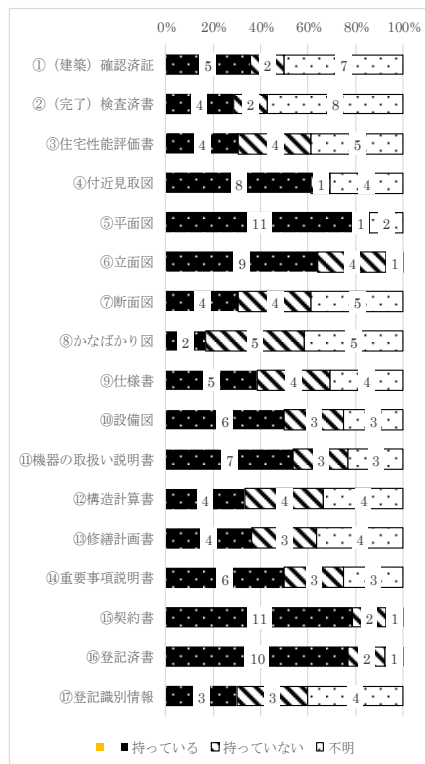 0% 20% 40% 60% 80% 100%
①（建築）確認済証 5 2 7
②（完了）検査済書 4 2 8
③住宅性能評価書 4 4 5
④付近見取図 8 1 4
⑤平面図 11 1 2
⑥立面図 9 4 1
⑦断面図 4 4 5
⑧かなばかり図 2 5 5
⑨仕様書 5 4 4
⑩設備図 6 3 3
⑪機器の取扱い説明書 7 3 3
⑫構造計算書 4 4 4
⑬修繕計画書 4 3 4
⑭重要事項説明書 6 3 3
⑮契約書 11 2 1
⑯登記済書 10 2 1
⑰登記識別情報 3 3 4
持っている 持っていない 不明